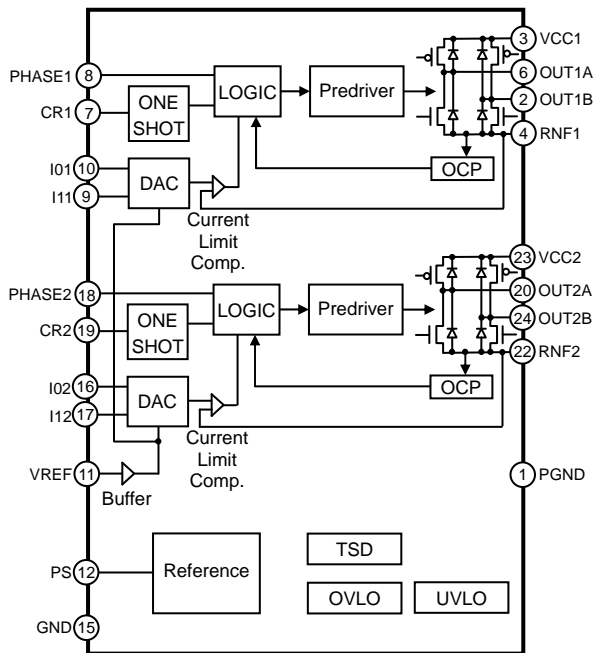 PHASE1 8
CR1 7
ONE
SHOT
LOGIC
Predriver
3 VCC1
6 OUT1A
2 OUT1B
4 RNF1
I01 10
I11 9
DAC
Current
Limit
Comp.
OCP
PHASE2 18
CR2 19
ONE
SHOT
LOGIC
Predriver
23 VCC2
20 OUT2A
24 OUT2B
22 RNF2
I02 16
I12 17
DAC
Current
Limit
Comp.
OCP
VREF 11
Buffer
1 PGND
PS 12
Reference
TSD
OVLO
UVLO
GND 15